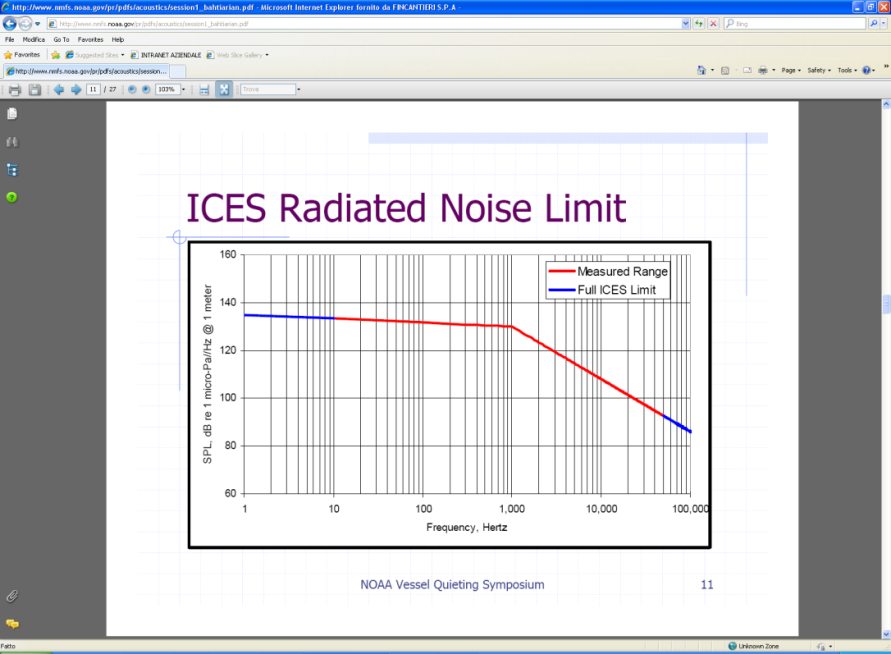 http://www.nmfs.noaa.gov/pr/pdfs/acoustics/session1_bahtiarian.pdf - Microsoft Internet Explorer fornito da FINCANTIERI S.P.A -
http://www.nmfs.noaa.gov/pr/pdfs/acoustics/session1_bahtiarian.pdf
Bing
File Modifica Go To Favorites Help
Favorites Suggested Sites INTRANET AZIENDALE Web Slice Gallery
http://www.nmfs.noaa.gov/pr/pdfs/acoustics/session... Page Safety Tools
11 / 27 103% Trova
ICES Radiated Noise Limit
160
140
120
100
80
60
SPL, dB re 1 micro-Pa//Hz @ 1 meter
Measured Range
Full ICES Limit
1 10 100 1,000 10,000 100,000
Frequency, Hertz
NOAA Vessel Quieting Symposium 11
Fatto Unknown Zone